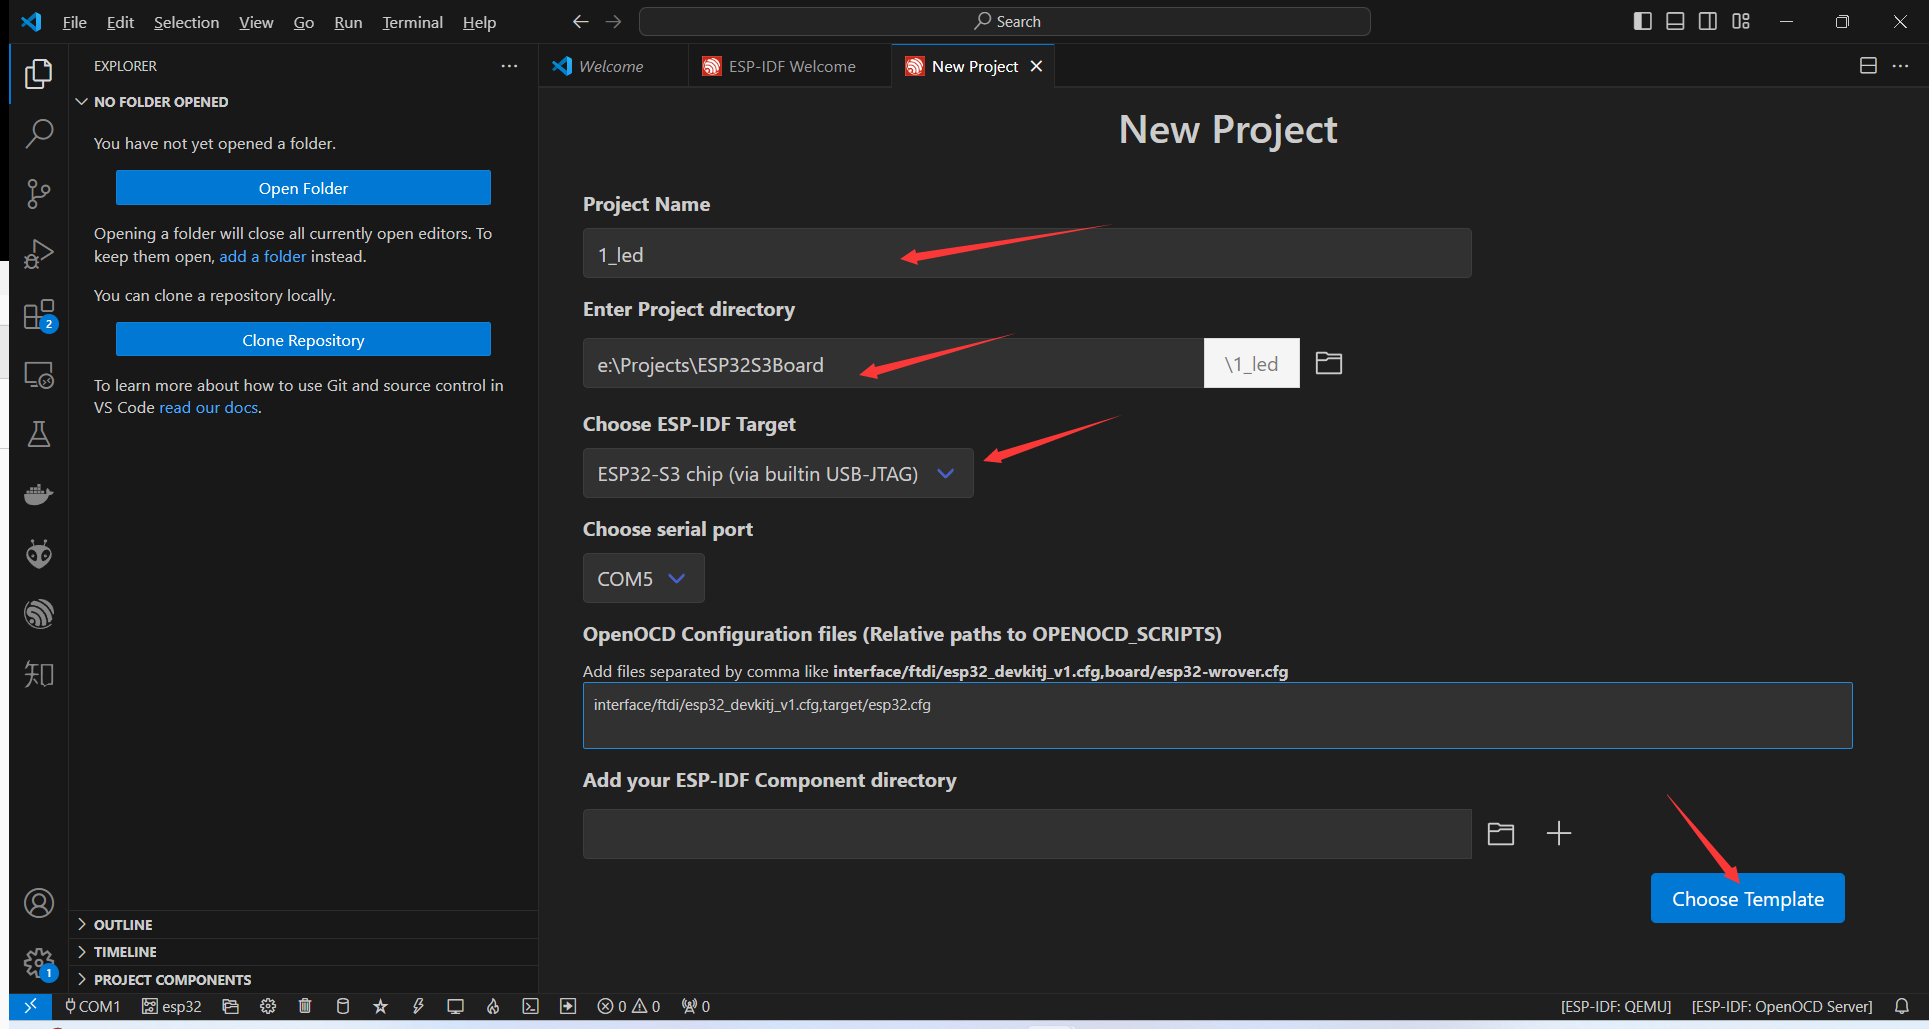 File Edit Selection View Go Run Terminal Help
Search
EXPLORER
NO FOLDER OPENED
You have not yet opened a folder.
Open Folder
Opening a folder will close all currently open editors. To
keep them open, add a folder instead.
You can clone a repository locally.
Clone Repository
To learn more about how to use Git and source control in
VS Code read our docs.
2
知
1
OUTLINE
TIMELINE
PROJECT COMPONENTS
Welcome
ESP-IDF Welcome
New Project
New Project
Project Name
1_led
Enter Project directory
e:\Projects\ESP32S3Board
\1_led
Choose ESP-IDF Target
ESP32-S3 chip (via builtin USB-JTAG)
Choose serial port
COM5
OpenOCD Configuration files (Relative paths to OPENOCD_SCRIPTS)
Add files separated by comma like interface/ftdi/esp32_devkitj_v1.cfg,board/esp32-wrover.cfg
interface/ftdi/esp32_devkitj_v1.cfg,target/esp32.cfg
Add your ESP-IDF Component directory
Choose Template
COM1 esp32 0 0 0 [ESP-IDF: QEMU] [ESP-IDF: OpenOCD Server]